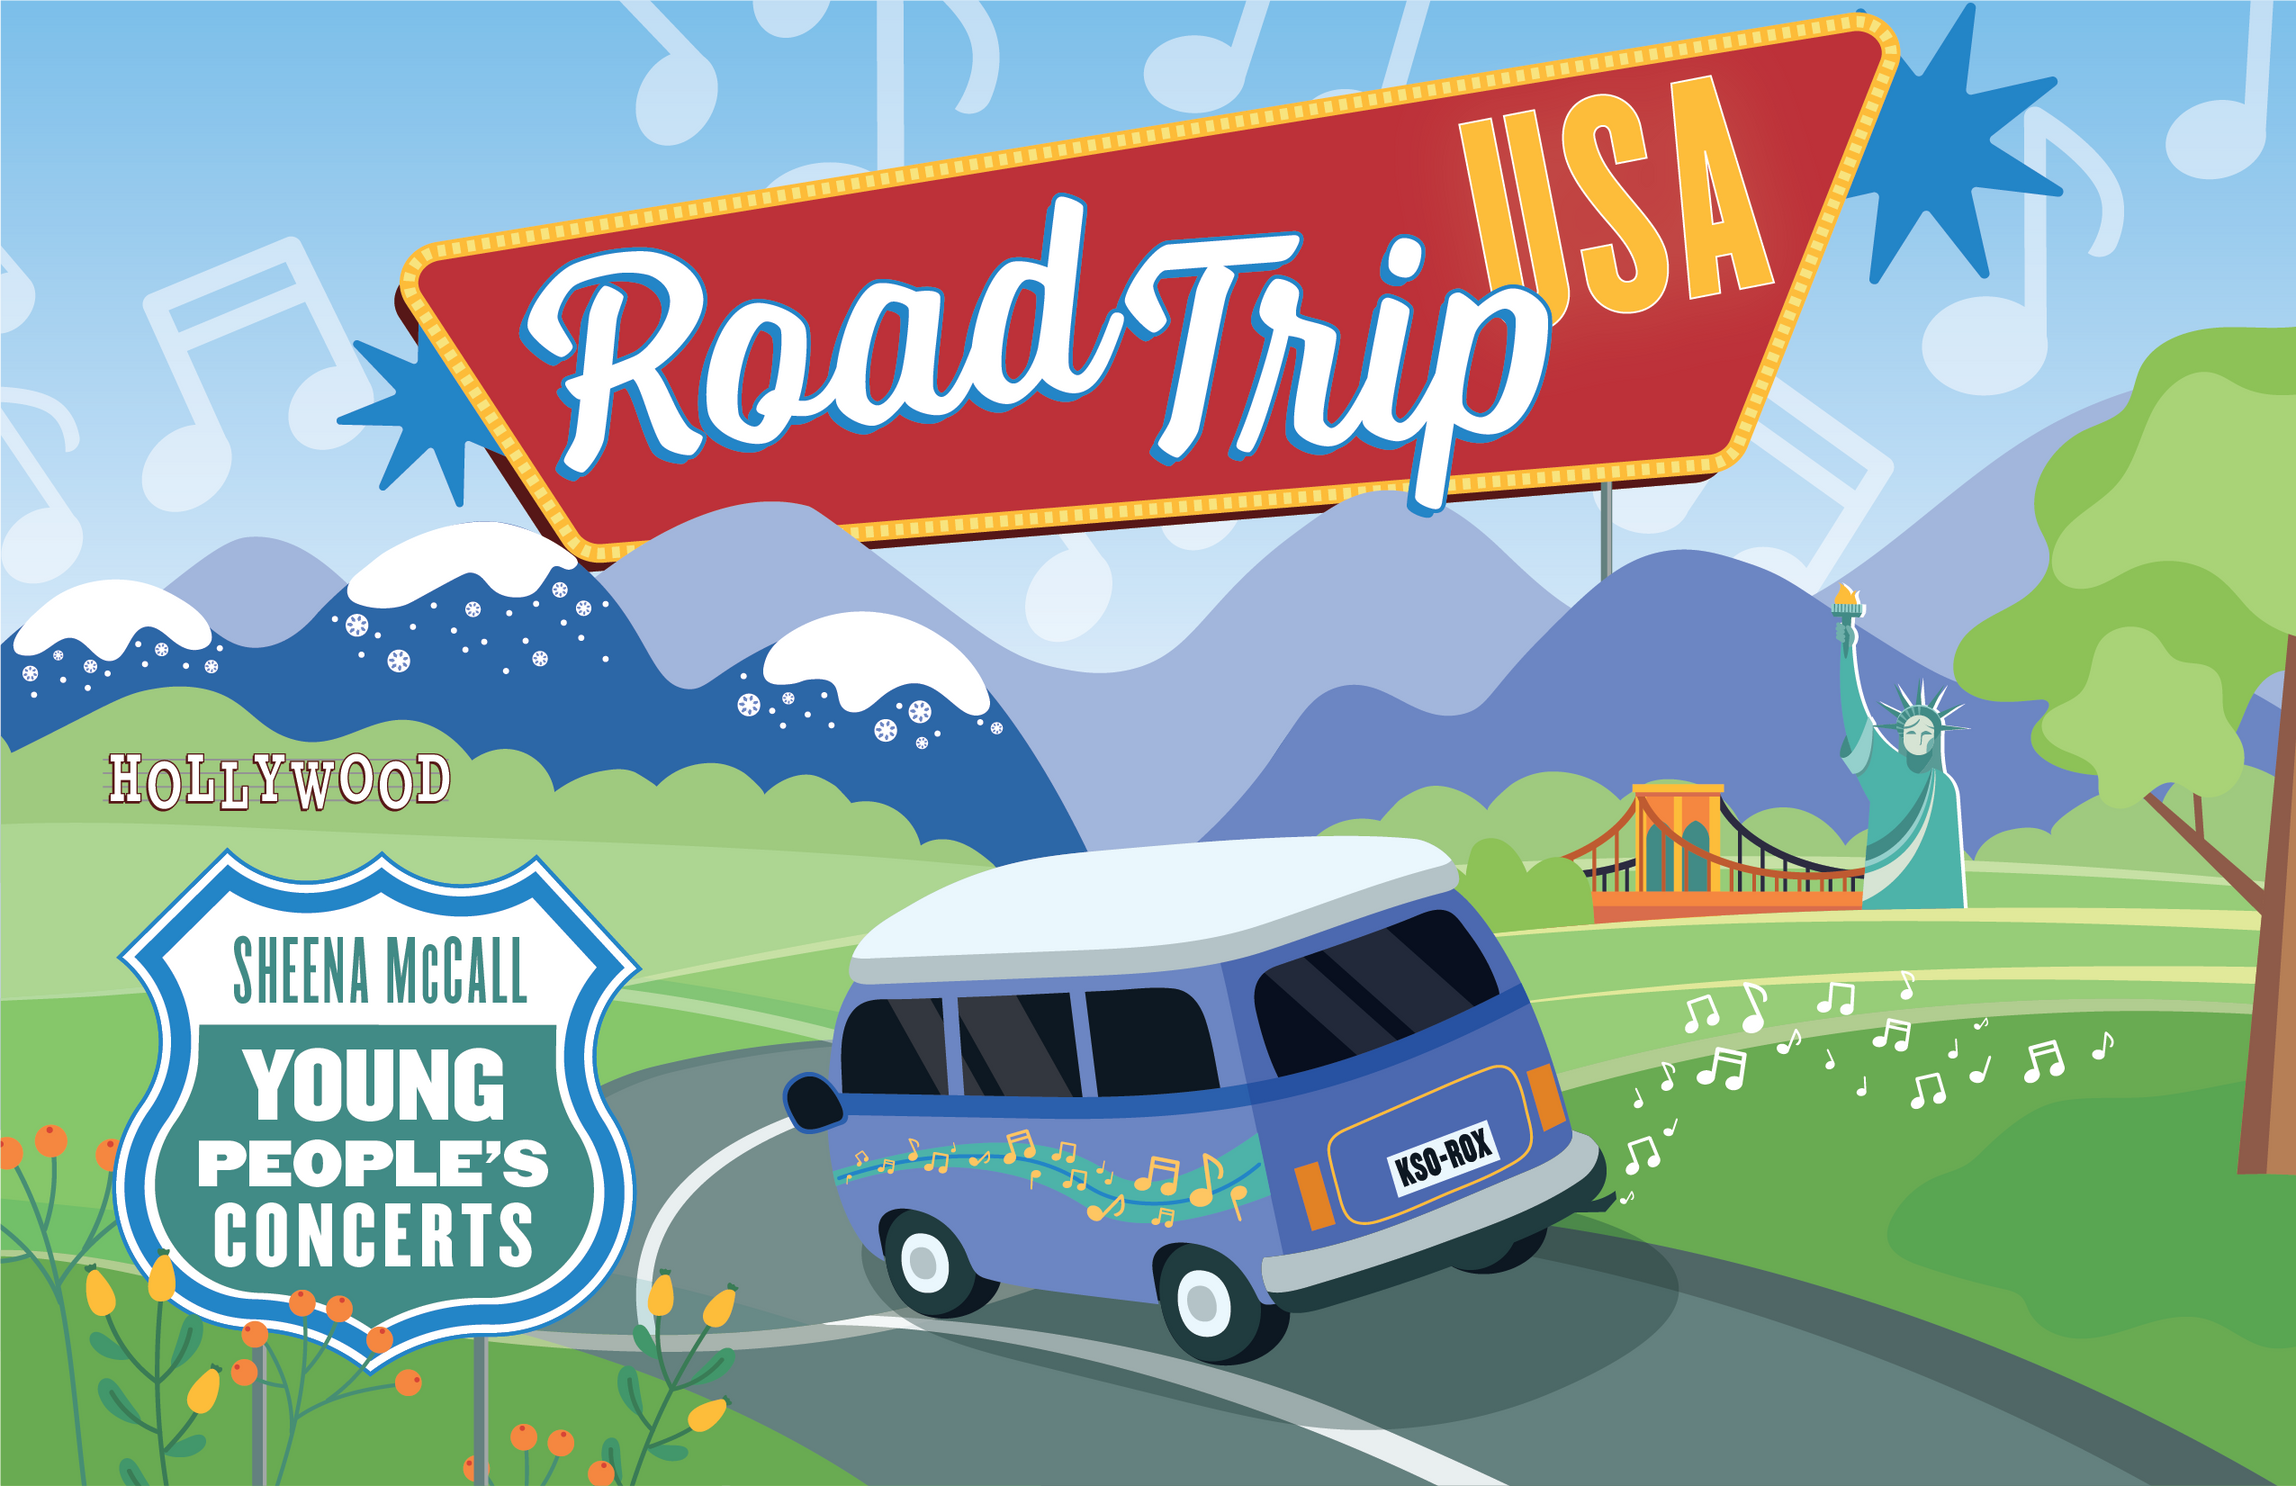 Road Trip USA
HOLLYWOOD
SHEENA McCALL
YOUNG
PEOPLE'S
CONCERTS
KSO-ROX